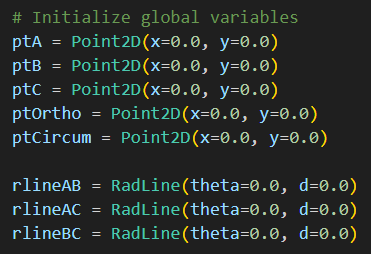 # Initialize global variables
ptA = Point2D(x=0.0, y=0.0)
ptB = Point2D(x=0.0, y=0.0)
ptC = Point2D(x=0.0, y=0.0)
ptOrtho = Point2D(x=0.0, y=0.0)
ptCircum = Point2D(x=0.0, y=0.0)

rlineAB = RadLine(theta=0.0, d=0.0)
rlineAC = RadLine(theta=0.0, d=0.0)
rlineBC = RadLine(theta=0.0, d=0.0)